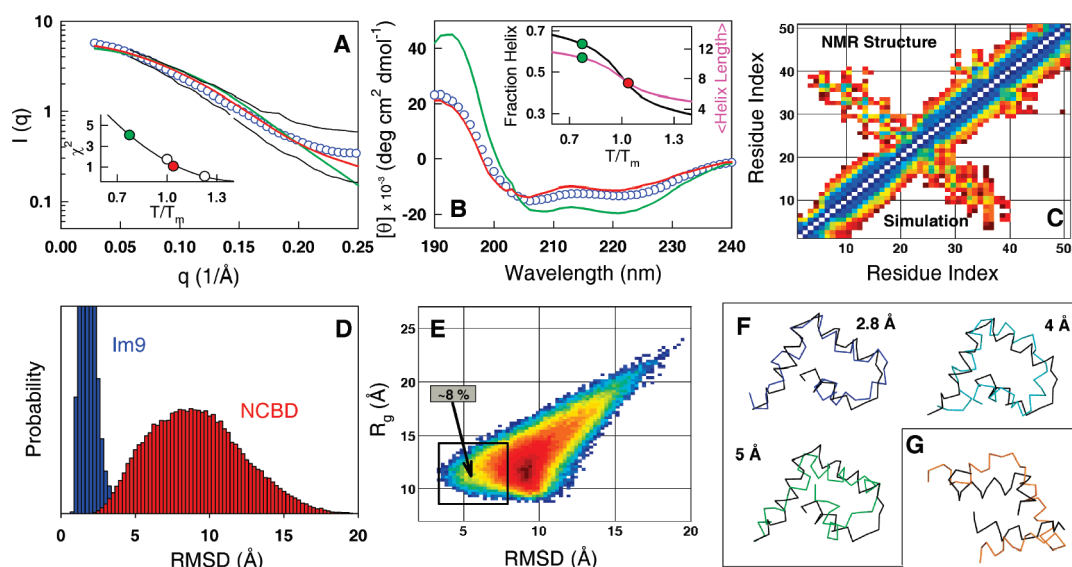 A
I (q)
10
1
0.1
0.00
0.05
0.10
0.15
0.20
0.25
q (1/Å)
χ²
5
3
1
0.7
1.0
1.3
T/Tm
B
[θ] x 10⁻³ (deg cm² dmol⁻¹)
40
20
0
-20
190
200
210
220
230
240
Wavelength (nm)
Fraction Helix
0.7
0.5
0.3
<Helix Length>
12
8
4
0.7
1.0
1.3
T/Tm
C
NMR Structure
Simulation
Residue Index
50
40
30
20
10
10
20
30
40
50
Residue Index
D
Im9
NCBD
Probability
0
5
10
15
20
RMSD (Å)
E
~8 %
Rg (Å)
25
20
15
10
5
10
15
20
RMSD (Å)
F
2.8 Å
4 Å
5 Å
G